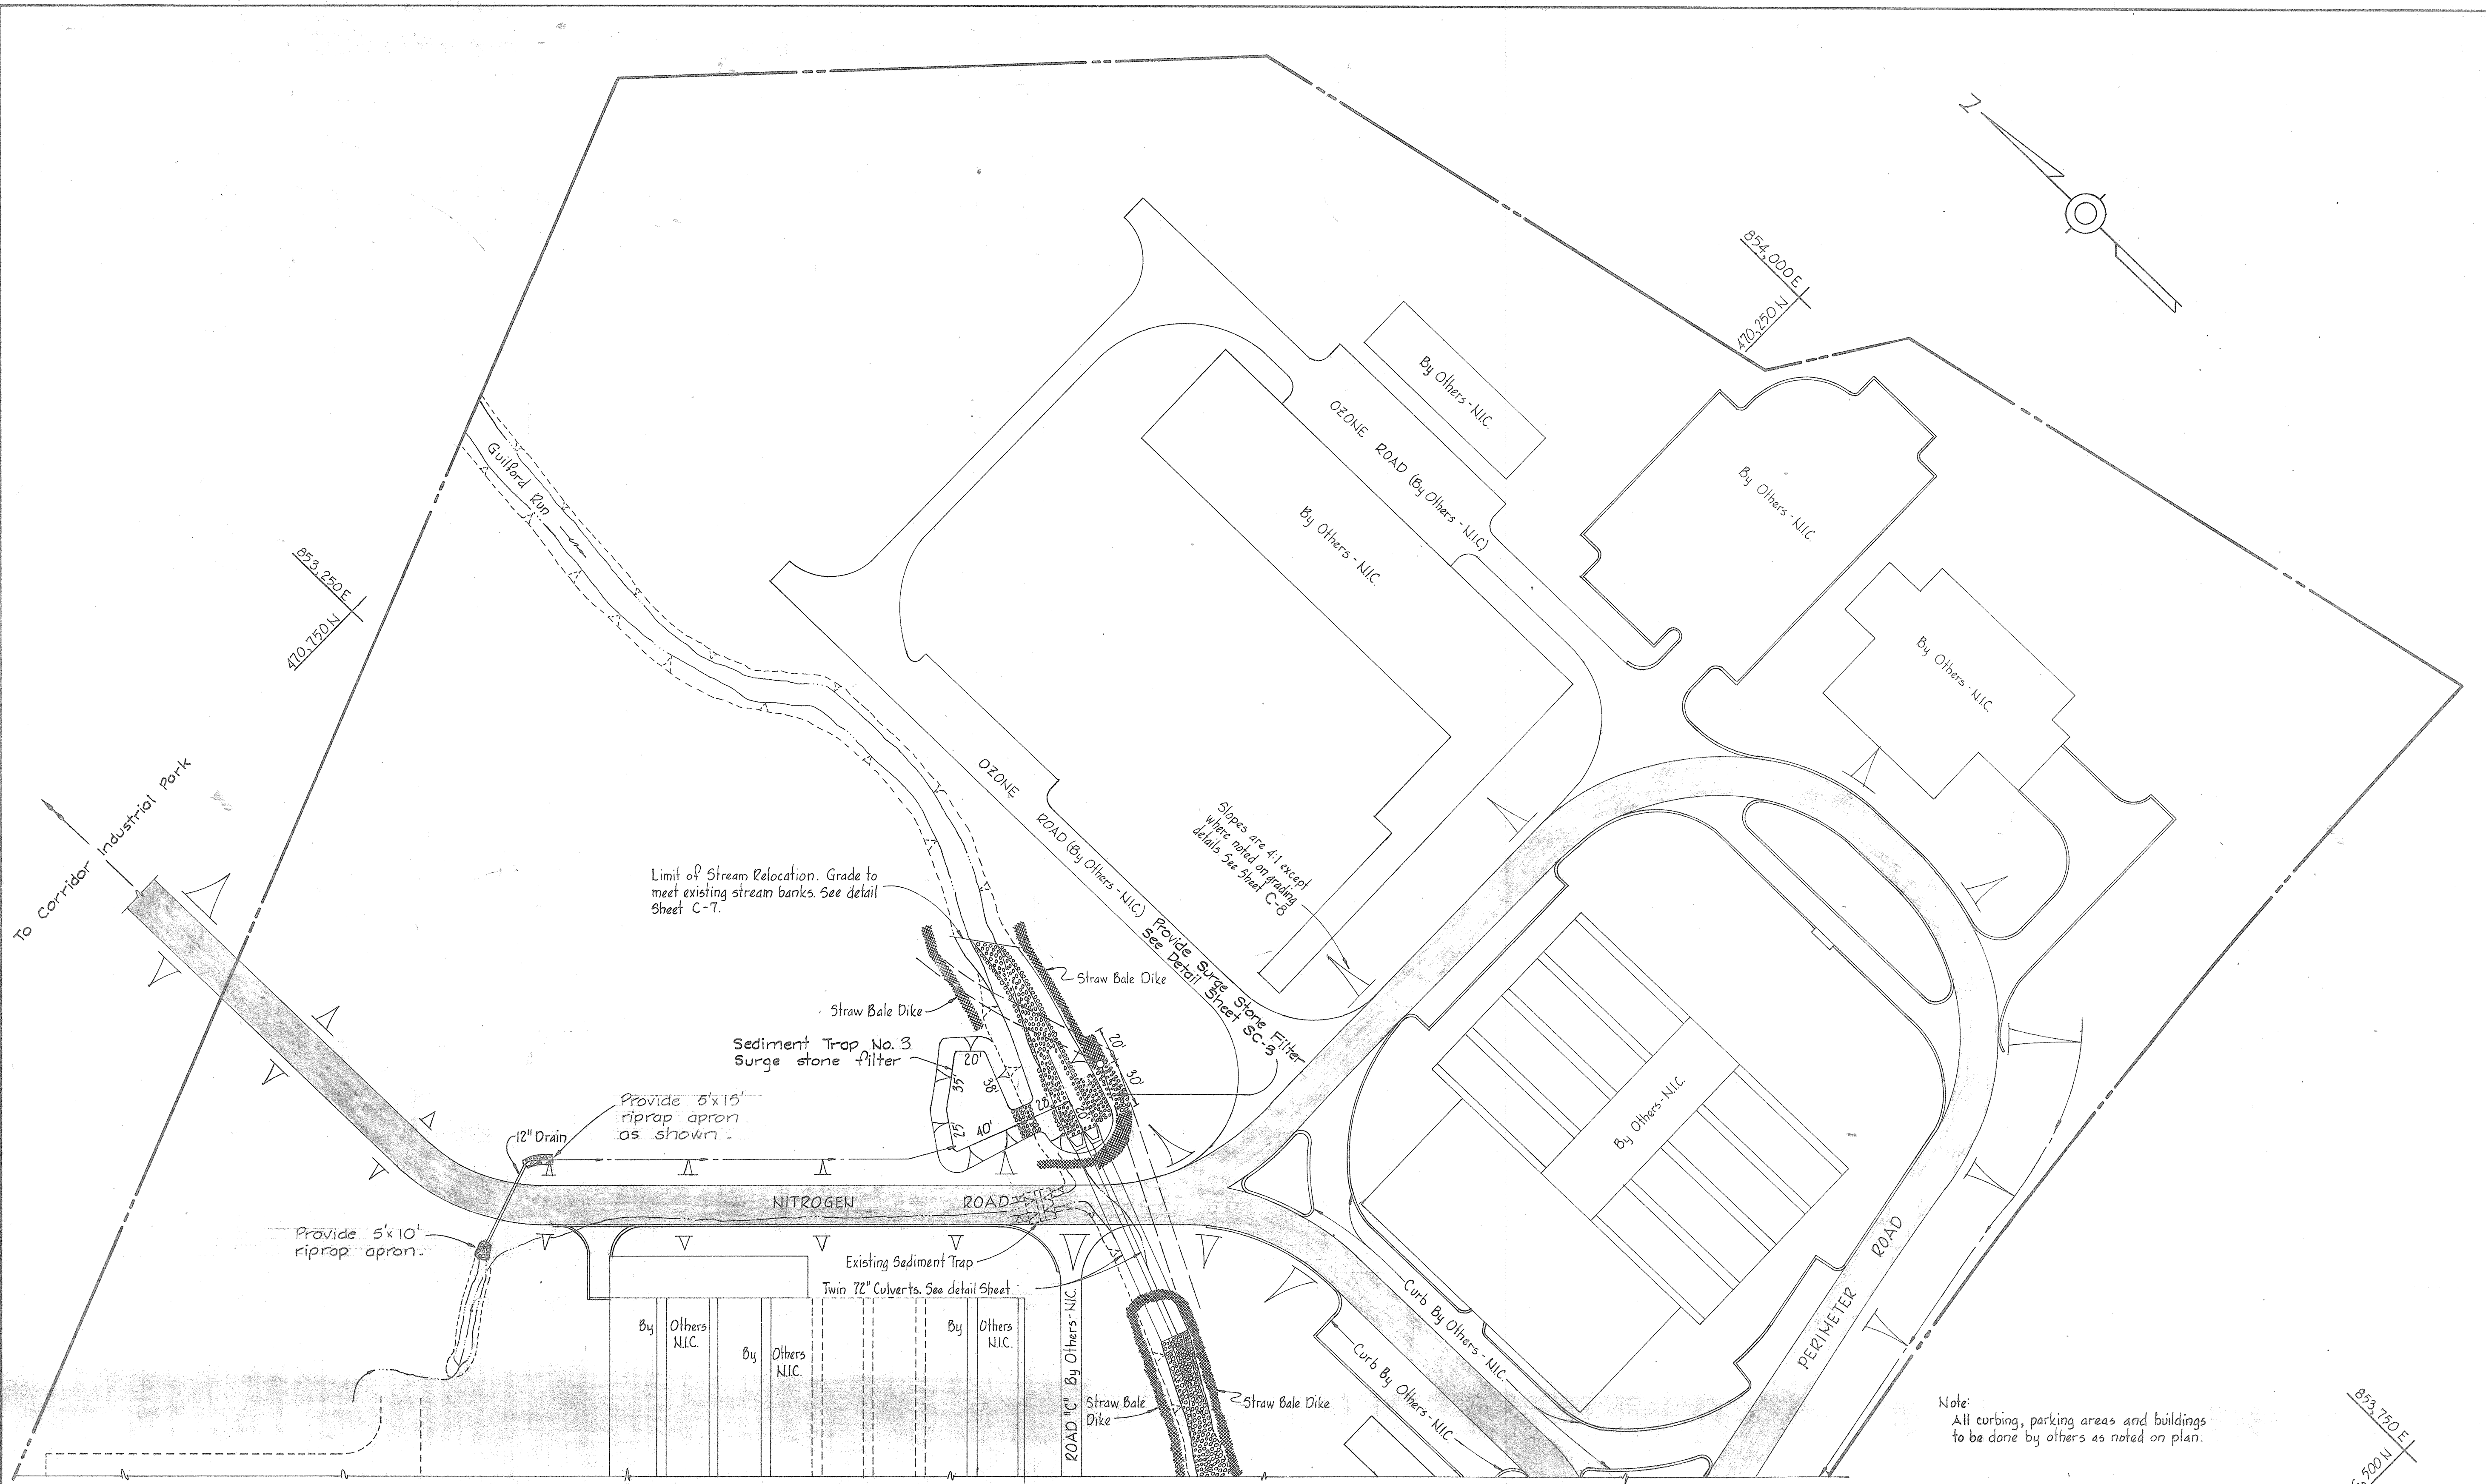 N
854,000 E
470,250 N
By Others - N.I.C.
OZONE ROAD (By Others - N.I.C.)
By Others - N.I.C.
By Others - N.I.C.
By Others - N.I.C.
Guilford Run
853,250 E
470,750 N
To Corridor Industrial Park
OZONE ROAD (By Others - N.I.C.)
Slopes are 4:1 except
where noted on grading
details. See Sheet C-8
Limit of Stream Relocation. Grade to
meet existing stream banks. See detail
Sheet C-7.
Provide Surge Stone Filter
See Detail Sheet SC-3
Straw Bale Dike
Straw Bale Dike
Sediment Trap No. 3
Surge stone filter
20'
35'
38'
25'
40'
28'
20'
20'
30'
Provide 5'x 15'
riprap apron
as shown.
12" Drain
NITROGEN ROAD
Provide 5'x 10'
riprap apron.
Existing Sediment Trap
Twin 72" Culverts. See detail Sheet
By Others
N.I.C.
By Others
N.I.C.
By Others
N.I.C.
ROAD "C" By Others - N.I.C.
Straw Bale
Dike
Straw Bale Dike
By Others - N.I.C.
Curb By Others - N.I.C.
Curb By Others - N.I.C.
PERIMETER ROAD
Note:
All curbing, parking areas and buildings
to be done by others as noted on plan.
853,750 E
500 N